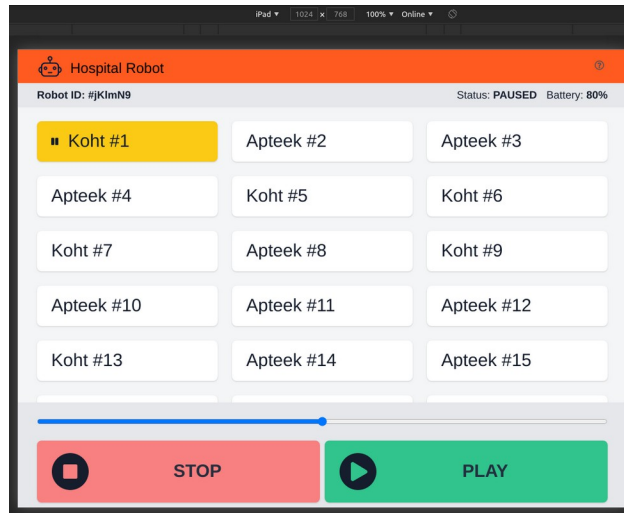 iPad ▾ 1024 × 768 100% ▾ Online ▾
Hospital Robot
Robot ID: #jKlmN9 Status: PAUSED Battery: 80%
Koht #1 Apteek #2 Apteek #3
Apteek #4 Koht #5 Koht #6
Koht #7 Apteek #8 Koht #9
Apteek #10 Apteek #11 Apteek #12
Koht #13 Apteek #14 Apteek #15
STOP PLAY